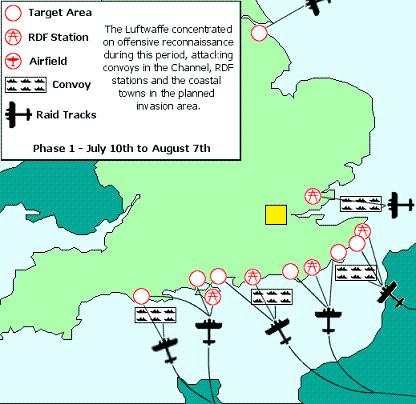 Target Area
RDF Station
Airfield
Convoy
Raid Tracks
The Luftwaffe concentrated
on offensive reconnaissance
during this period, attacking
convoys in the Channel, RDF
stations and the coastal
towns in the planned
invasion area.
Phase 1 - July 10th to August 7th